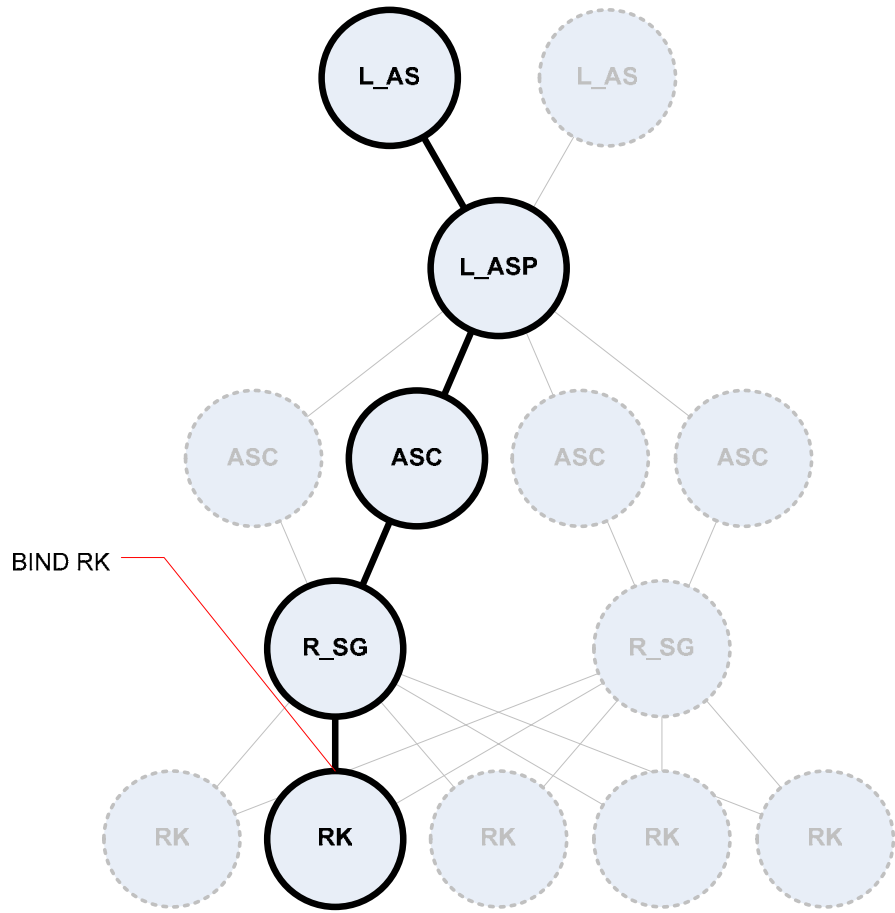 L_AS
L_AS
L_ASP
ASC
ASC
ASC
ASC
BIND RK
R_SG
R_SG
RK
RK
RK
RK
RK